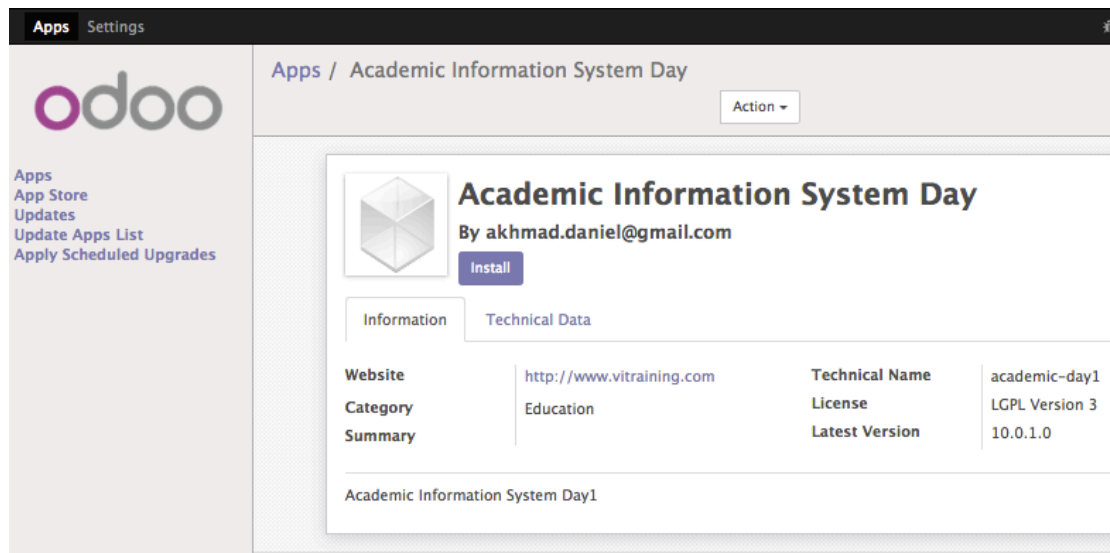 Apps Settings
odoo
Apps
App Store
Updates
Update Apps List
Apply Scheduled Upgrades
Apps / Academic Information System Day
Action
Academic Information System Day
By akhmad.daniel@gmail.com
Install
Information Technical Data
Website http://www.vitraining.com
Category Education
Summary
Technical Name academic-day1
License LGPL Version 3
Latest Version 10.0.1.0
Academic Information System Day1